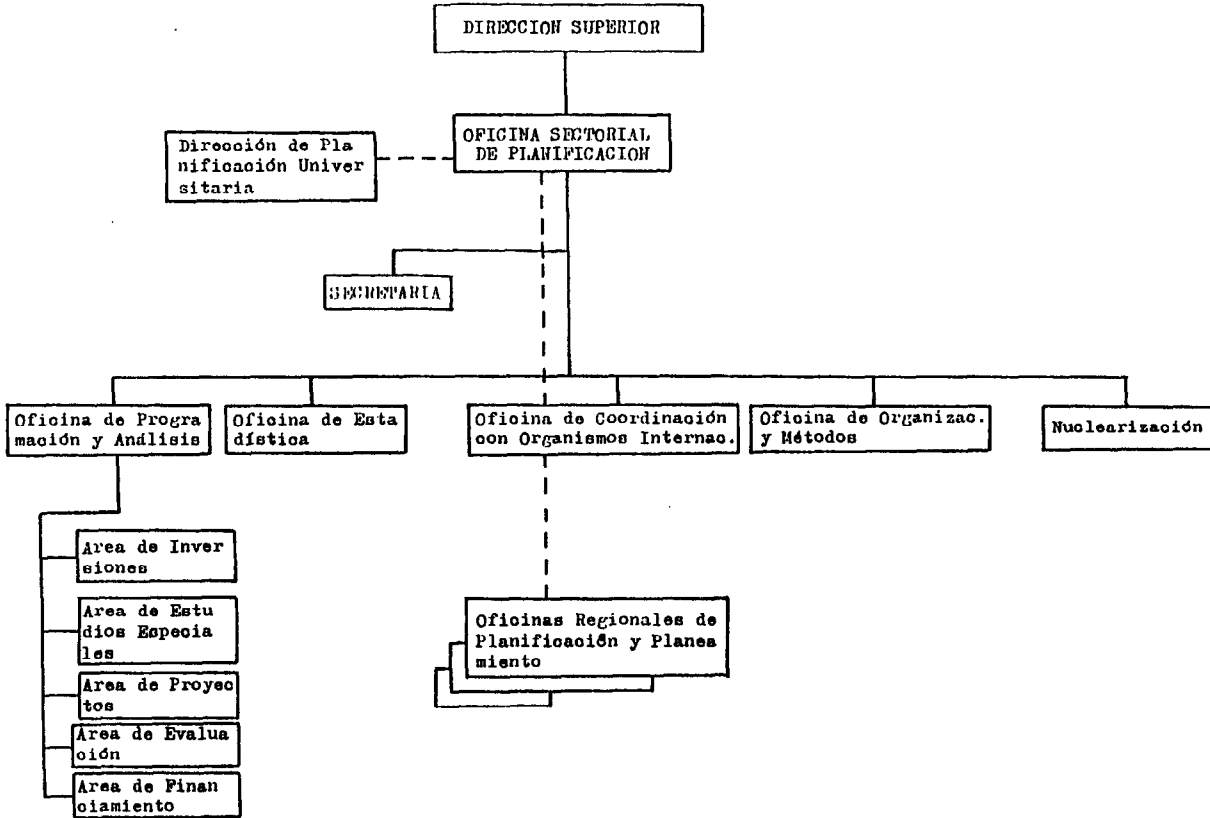 DIRECCION SUPERIOR
OFICINA SECTORIAL
DE PLANIFICACION
Dirección de Pla
nificación Univer
sitaria
SECRETARIA
Oficina de Progra
mación y Análisis
Oficina de Esta
dística
Oficina de Coordinación
con Organismos Internac.
Oficina de Organizac.
y Métodos
Nuclearización
Area de Inver
siones
Area de Estu
dios Especia
les
Area de Proyec
tos
Area de Evalua
ción
Area de Finan
ciamiento
Oficinas Regionales de
Planificación y Planea
miento